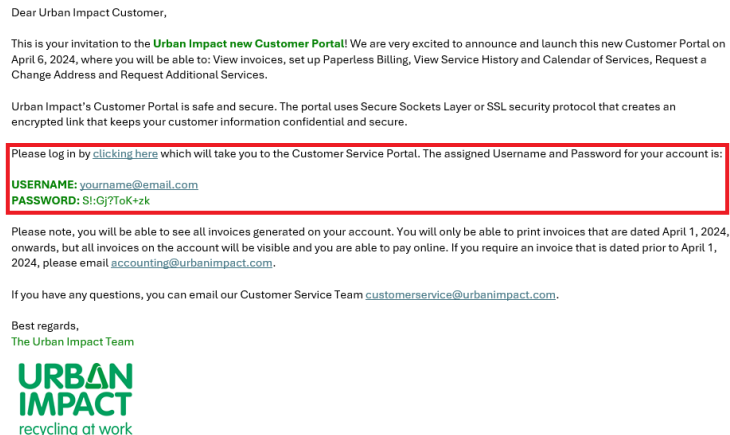 Dear Urban Impact Customer,
This is your invitation to the Urban Impact new Customer Portal! We are very excited to announce and launch this new Customer Portal on
April 6, 2024, where you will be able to: View invoices, set up Paperless Billing, View Service History and Calendar of Services, Request a
Change Address and Request Additional Services.
Urban Impact's Customer Portal is safe and secure. The portal uses Secure Sockets Layer or SSL security protocol that creates an
encrypted link that keeps your customer information confidential and secure.
Please log in by clicking here which will take you to the Customer Service Portal. The assigned Username and Password for your account is:
USERNAME: yourname@email.com
PASSWORD: S!:Gj?ToK+zk
Please note, you will be able to see all invoices generated on your account. You will only be able to print invoices that are dated April 1, 2024,
onwards, but all invoices on the account will be visible and you are able to pay online. If you require an invoice that is dated prior to April 1,
2024, please email accounting@urbanimpact.com.
If you have any questions, you can email our Customer Service Team customerservice@urbanimpact.com.
Best regards,
The Urban Impact Team
URBAN
IMPACT
recycling at work